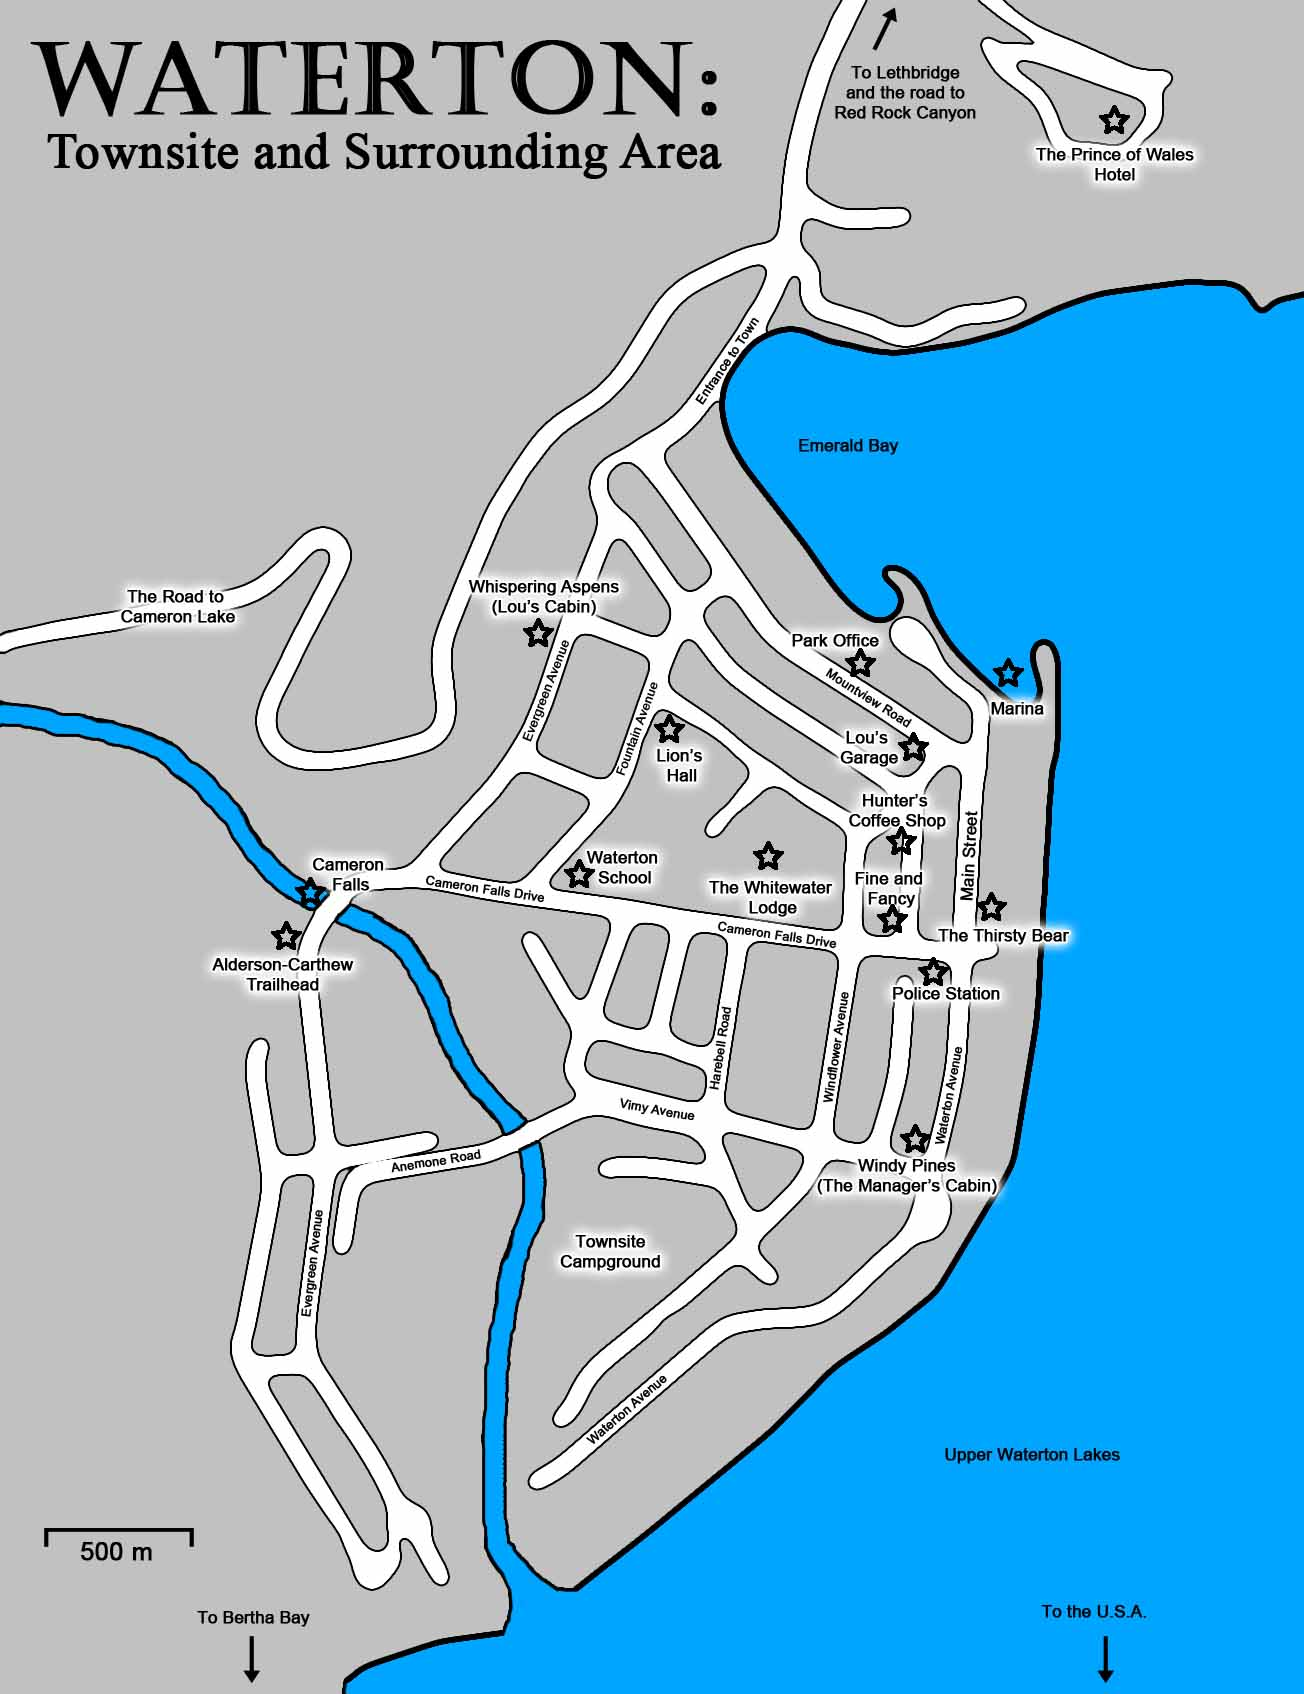 WATERTON:
Townsite and Surrounding Area
To Lethbridge
and the road to
Red Rock Canyon
The Prince of Wales
Hotel
Entrance to Town
Emerald Bay
Whispering Aspens
(Lou's Cabin)
The Road to
Cameron Lake
Park Office
Mountview Road
Marina
Evergreen Avenue
Fountain Avenue
Lion's
Hall
Lou's
Garage
Hunter's
Coffee Shop
Main Street
Cameron
Falls
Waterton
School
The Whitewater
Lodge
Fine and
Fancy
Cameron Falls Drive
Cameron Falls Drive
The Thirsty Bear
Alderson-Carthew
Trailhead
Police Station
Harebell Road
Windflower Avenue
Waterton Avenue
Vimy Avenue
Anemone Road
Windy Pines
(The Manager's Cabin)
Evergreen Avenue
Townsite
Campground
Waterton Avenue
Upper Waterton Lakes
500 m
To Bertha Bay
To the U.S.A.